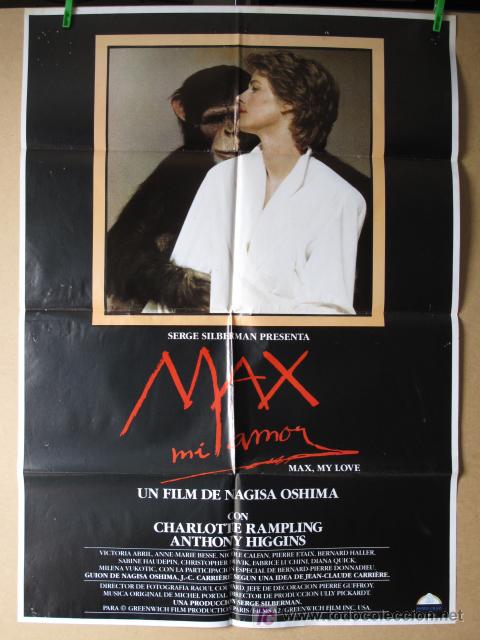 SERGE SILBERMAN PRESENTA
MAX
mi amor
MAX, MY LOVE
UN FILM DE NAGISA OSHIMA
CON
CHARLOTTE RAMPLING
ANTHONY HIGGINS
VICTORIA ABRIL, ANNE MARIE BESSE, NICOLE CALFAN, PIERRE ETAIX, BERNARD HALLER,
SABINE HAUDEPIN, CHRISTOPHER HOVIK, FABRICE LUCHINI, DIANA QUICK,
MILENA VUKOTIC, CON LA PARTICIPACION ESPECIAL DE BERNARD-PIERRE DONNADIEU,
GUION DE NAGISA OSHIMA, J.-C. CARRIÈRE, SEGUN UNA IDEA DE JEAN-CLAUDE CARRIÈRE.
DIRECTOR DE FOTOGRAFIA RAOUL COUTARD, JEFE DE DECORACION PIERRE GUFFROY,
MUSICA ORIGINAL DE MICHEL PORTAL, DIRECTOR DE PRODUCCION ULLY PICKARDT.
UNA PRODUCCION SERGE SILBERMAN.
PARA © GREENWICH FILM PRODUCTIONS PARIS, FILMS A2. GREENWICH FILM INC. USA.
www.todocoleccion.net